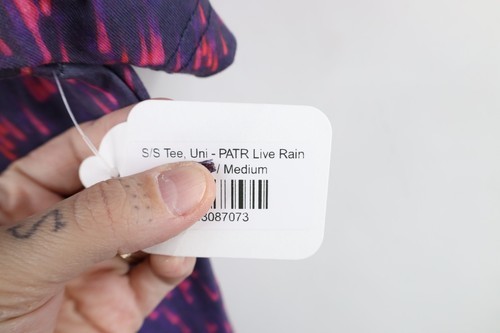 S/S Tee, Uni - PATR Live Rain
/ Medium
3087073